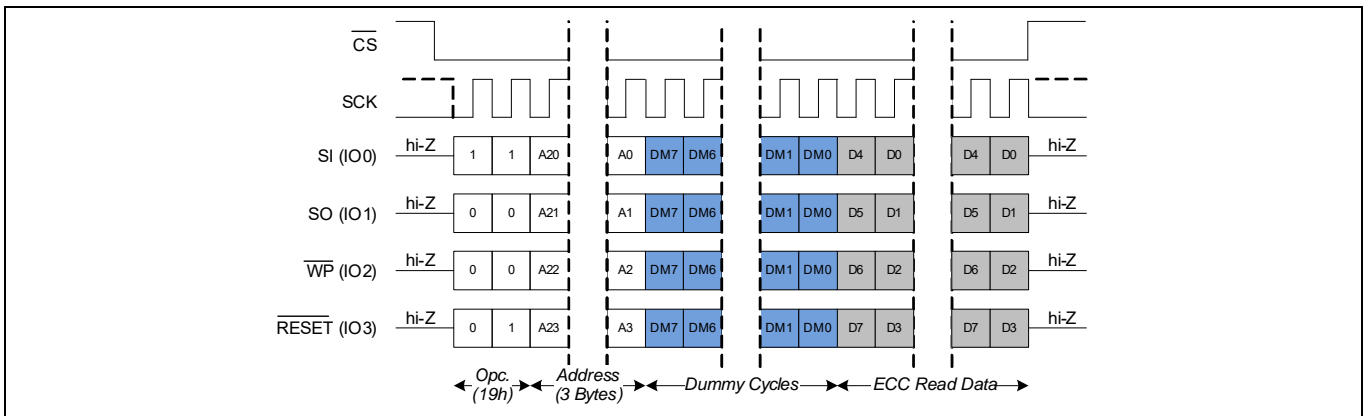 CS
SCK
SI (IO0) hi-Z 1 1 A20 A0 DM7 DM6 DM1 DM0 D4 D0 D4 D0 hi-Z
SO (IO1) hi-Z 0 0 A21 A1 DM7 DM6 DM1 DM0 D5 D1 D5 D1 hi-Z
WP (IO2) hi-Z 0 0 A22 A2 DM7 DM6 DM1 DM0 D6 D2 D6 D2 hi-Z
RESET (IO3) hi-Z 0 1 A23 A3 DM7 DM6 DM1 DM0 D7 D3 D7 D3 hi-Z
Opc. Address Dummy Cycles ECC Read Data
(19h) (3 Bytes)